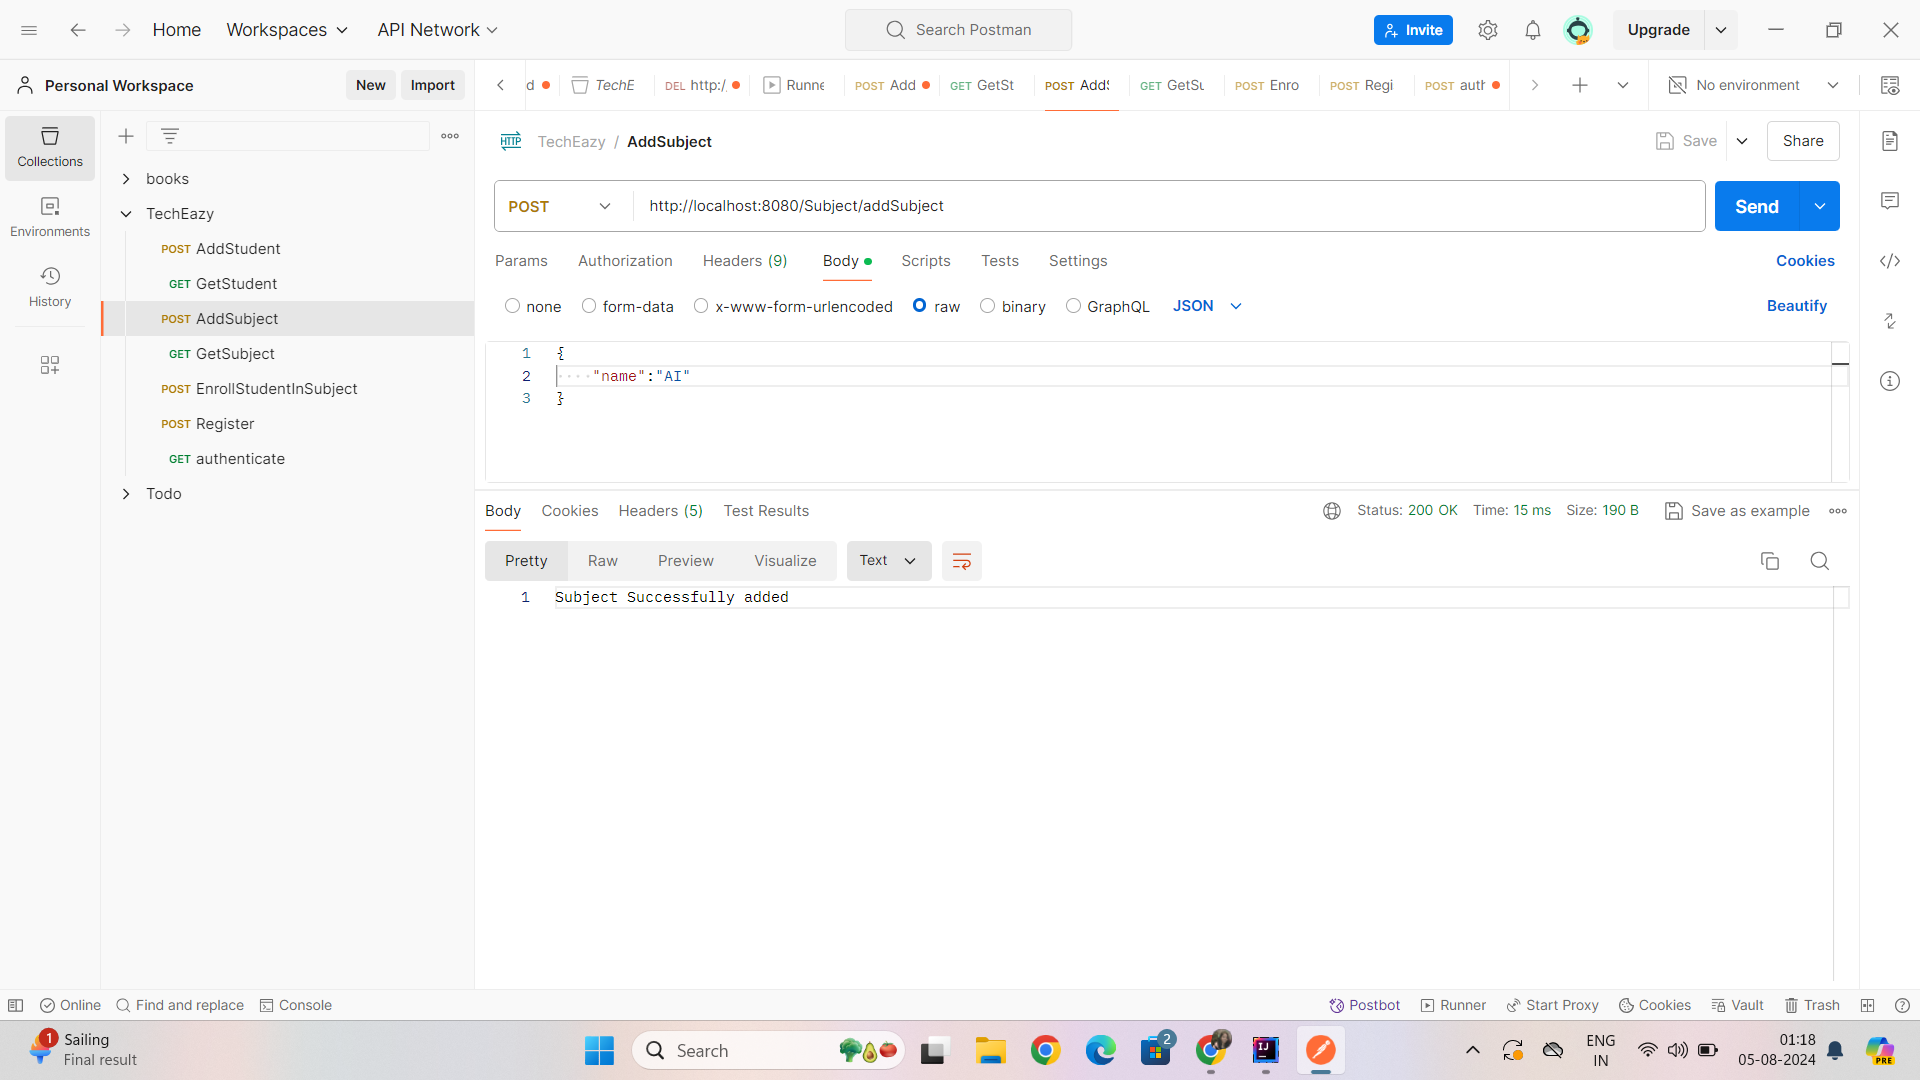 Home
Workspaces
API Network
Search Postman
Invite
Upgrade
Personal Workspace
New
Import
d
TechE
DEL http:/
Runne
POST Add
GET GetSt
POST AddS
GET GetSu
POST Enro
POST Regi
POST auth
No environment
Collections
Environments
History
books
TechEazy
POST AddStudent
GET GetStudent
POST AddSubject
GET GetSubject
POST EnrollStudentInSubject
POST Register
GET authenticate
Todo
HTTP TechEazy / AddSubject
Save
Share
POST
http://localhost:8080/Subject/addSubject
Send
Params
Authorization
Headers (9)
Body
Scripts
Tests
Settings
Cookies
none
form-data
x-www-form-urlencoded
raw
binary
GraphQL
JSON
Beautify
1 {
2 ····"name":"AI"
3 }
Body
Cookies
Headers (5)
Test Results
Status: 200 OK
Time: 15 ms
Size: 190 B
Save as example
Pretty
Raw
Preview
Visualize
Text
1 Subject Successfully added
Online
Find and replace
Console
Postbot
Runner
Start Proxy
Cookies
Vault
Trash
1
Sailing
Final result
Search
2
IJ
ENG
IN
01:18
05-08-2024
PRE